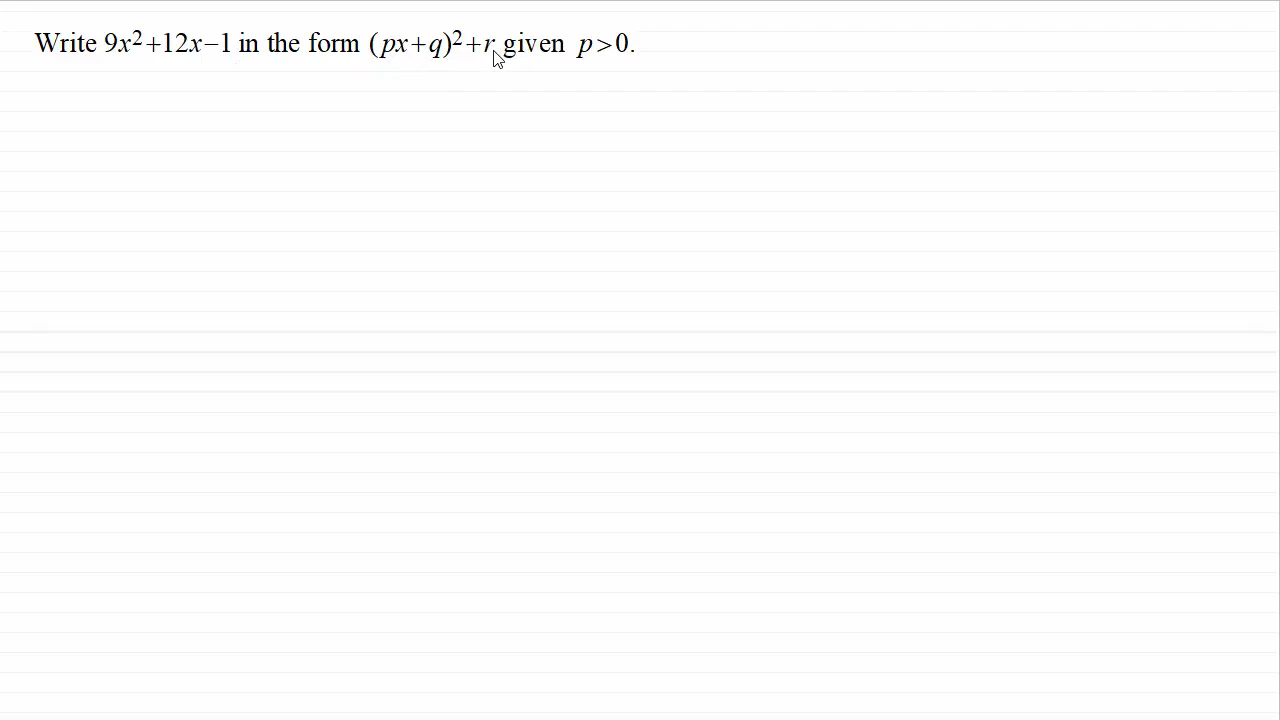 Write 9x²+12x−1 in the form (px+q)²+r given p>0.